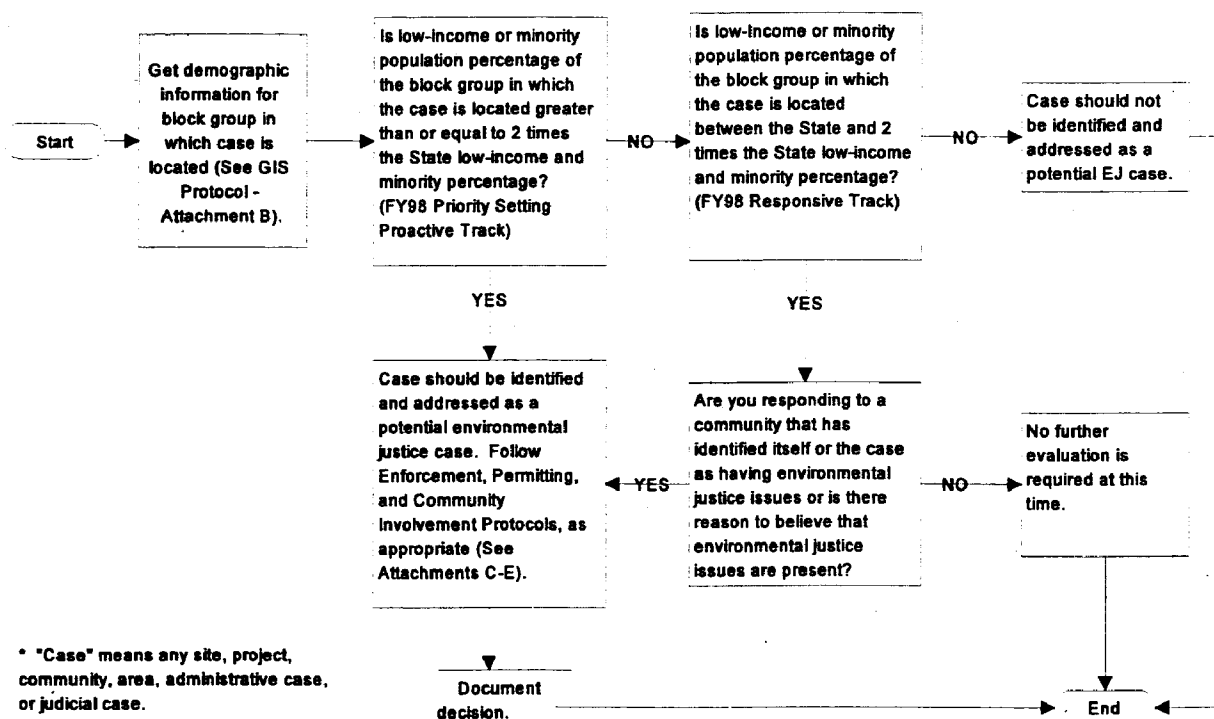 Start
Get demographic
information for
block group in
which case is
located (See GIS
Protocol -
Attachment B).
Is low-income or minority
population percentage of
the block group in which
the case is located greater
than or equal to 2 times
the State low-income and
minority percentage?
(FY98 Priority Setting
Proactive Track)
NO
Is low-income or minority
population percentage of
the block group in which
the case is located
between the State and 2
times the State low-income
and minority percentage?
(FY98 Responsive Track)
NO
Case should not
be identified and
addressed as a
potential EJ case.
YES
YES
Case should be identified
and addressed as a
potential environmental
justice case. Follow
Enforcement, Permitting,
and Community
Involvement Protocols, as
appropriate (See
Attachments C-E).
YES
Are you responding to a
community that has
identified itself or the case
as having environmental
justice issues or is there
reason to believe that
environmental justice
issues are present?
NO
No further
evaluation is
required at this
time.
* "Case" means any site, project,
community, area, administrative case,
or judicial case.
Document
decision.
End